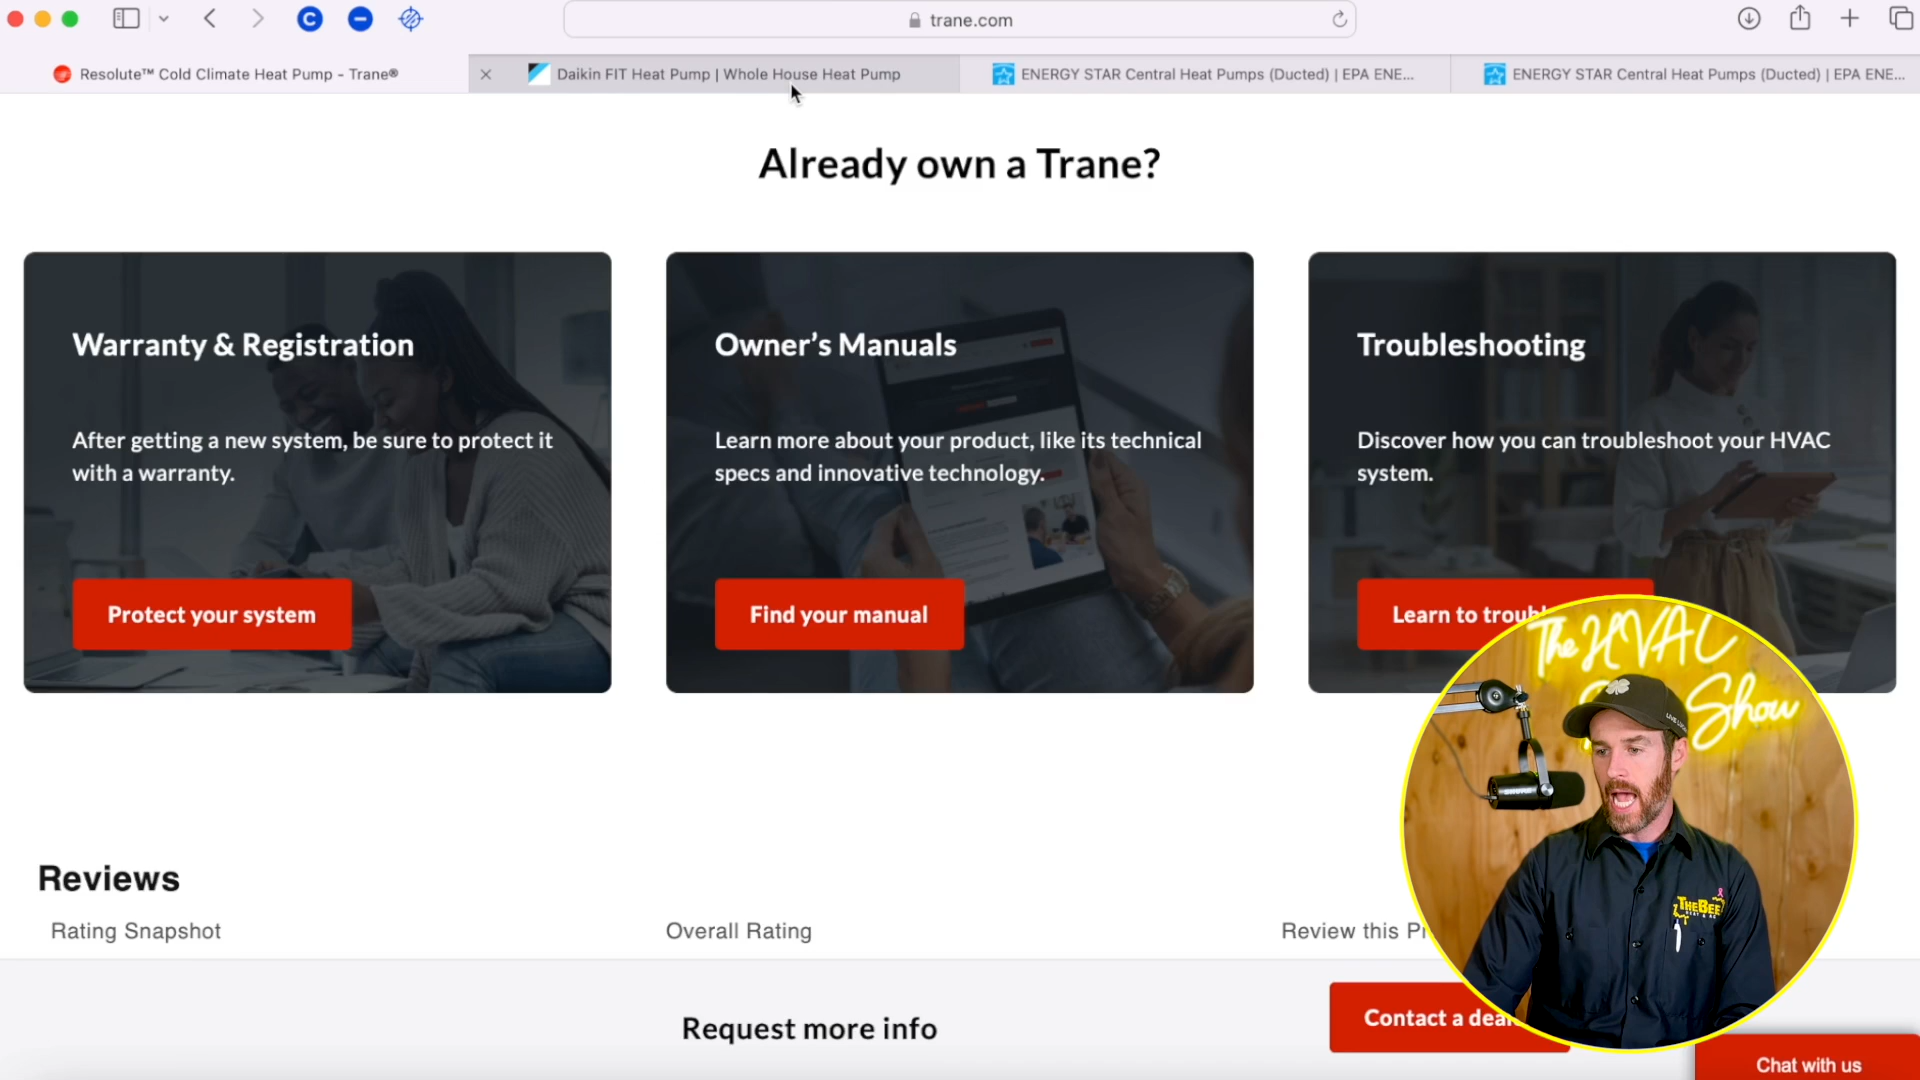 trane.com
Resolute™ Cold Climate Heat Pump - Trane®
Daikin FIT Heat Pump | Whole House Heat Pump
ENERGY STAR Central Heat Pumps (Ducted) | EPA ENE...
ENERGY STAR Central Heat Pumps (Ducted) | EPA ENE...
Already own a Trane?
Warranty & Registration
After getting a new system, be sure to protect it
with a warranty.
Protect your system
Owner’s Manuals
Learn more about your product, like its technical
specs and innovative technology.
Find your manual
Troubleshooting
Discover how you can troubleshoot your HVAC
system.
Learn to troub
The HVAC
Show
THE BEE
Reviews
Rating Snapshot
Overall Rating
Review this Pr
Request more info
Contact a dea
Chat with us